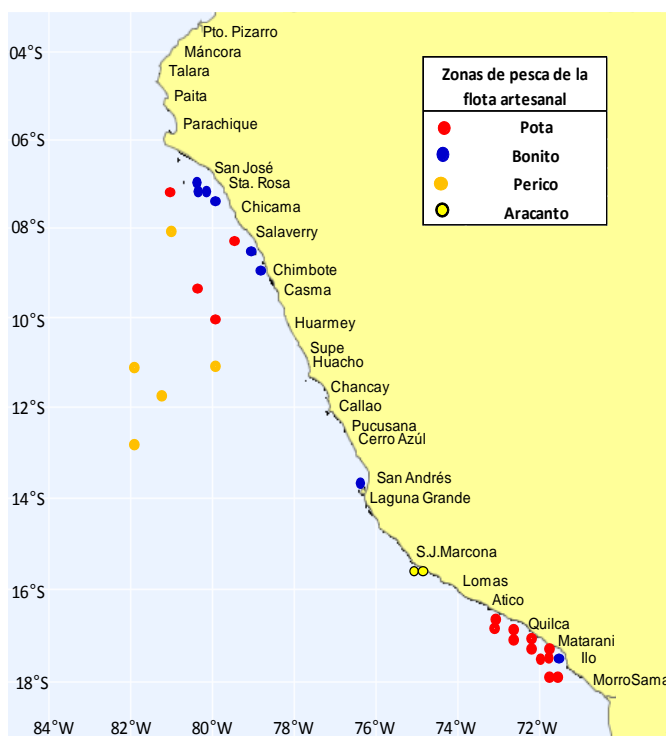 Pto. Pizarro
04°S
Máncora
Talara
Paita
Parachique
06°S
San José
Sta. Rosa
Chicama
08°S
Salaverry
Chimbote
Casma
10°S
Huarmey
Supe
Huacho
Chancay
12°S
Callao
Pucusana
Cerro Azúl
San Andrés
14°S
Laguna Grande
S.J.Marcona
16°S
Lomas
Atico
Quilca
Matarani
Ilo
18°S
MorroSama
84°W 82°W 80°W 78°W 76°W 74°W 72°W
Zonas de pesca de la
flota artesanal
Pota
Bonito
Perico
Aracanto